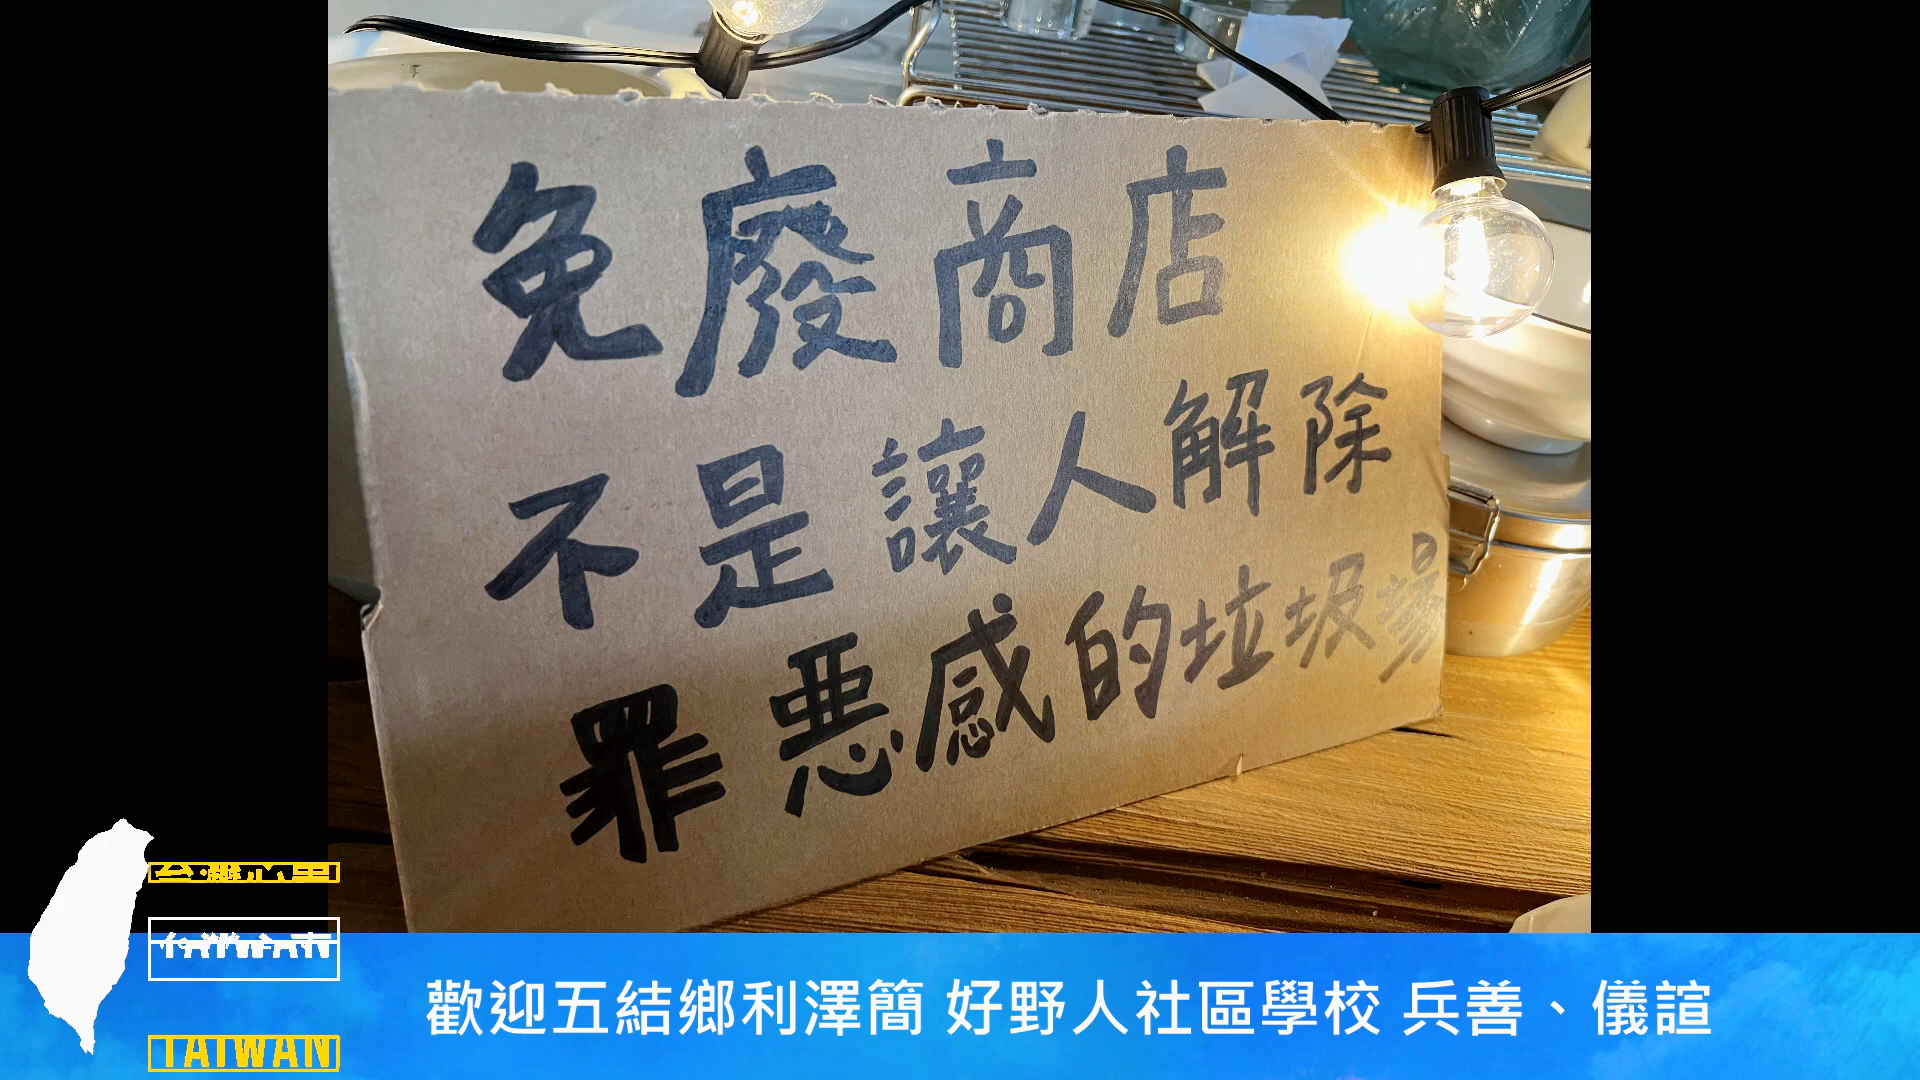 免廢商店
不是讓人解除
罪惡感的垃圾場
TAIWAN
歡迎五結鄉利澤簡 好野人社區學校 兵善、儀誼